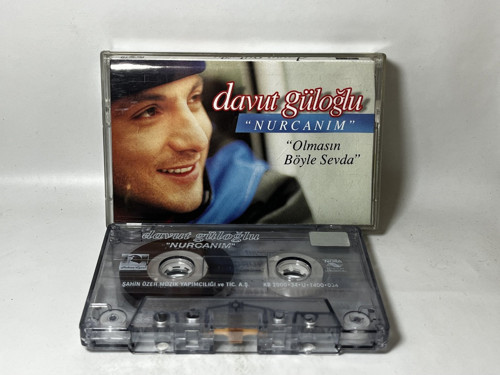 davut güloğlu
"NURCANIM"
"Olmasın
Böyle Sevda"
davut güloğlu
"NURCANIM"
ŞAHİN ÖZER MÜZİK YAPIMCILIĞI ve TİC. A.Ş.